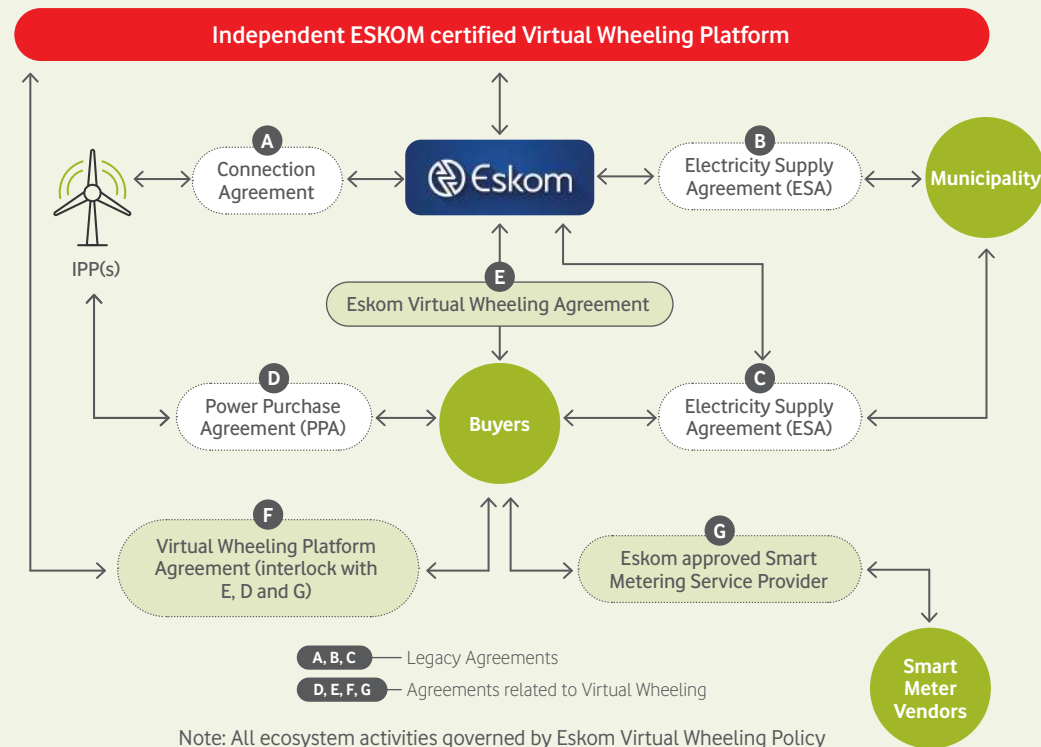 Independent ESKOM certified Virtual Wheeling Platform
A
Connection
Agreement
Eskom
B
Electricity Supply
Agreement (ESA)
Municipality
IPP(s)
E
Eskom Virtual Wheeling Agreement
D
Power Purchase
Agreement (PPA)
Buyers
C
Electricity Supply
Agreement (ESA)
F
Virtual Wheeling Platform
Agreement (interlock with
E, D and G)
G
Eskom approved Smart
Metering Service Provider
A, B, C Legacy Agreements
D, E, F, G Agreements related to Virtual Wheeling
Smart
Meter
Vendors
Note: All ecosystem activities governed by Eskom Virtual Wheeling Policy